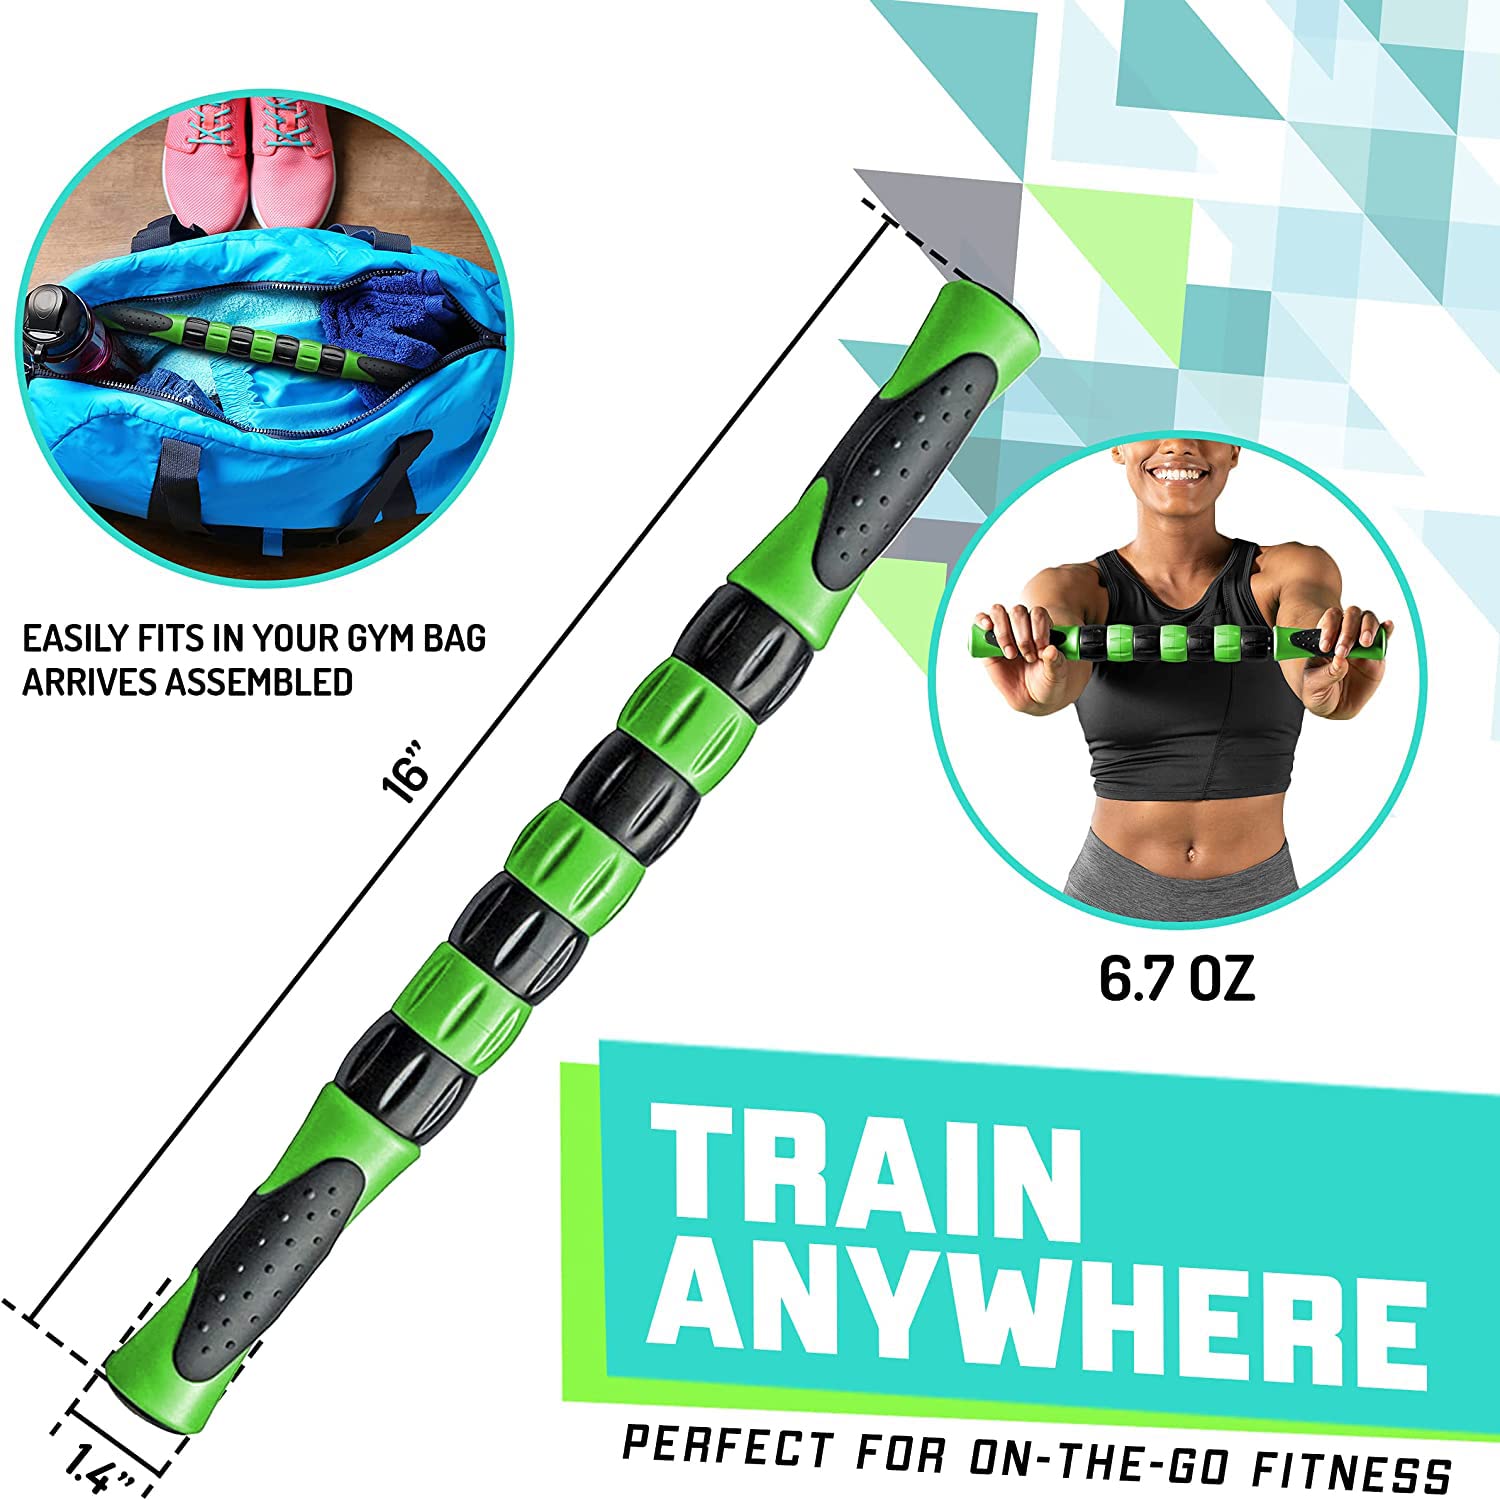 EASILY FITS IN YOUR GYM BAG
ARRIVES ASSEMBLED
16”
1.4”
6.7 OZ
TRAIN
ANYWHERE
PERFECT FOR ON-THE-GO FITNESS